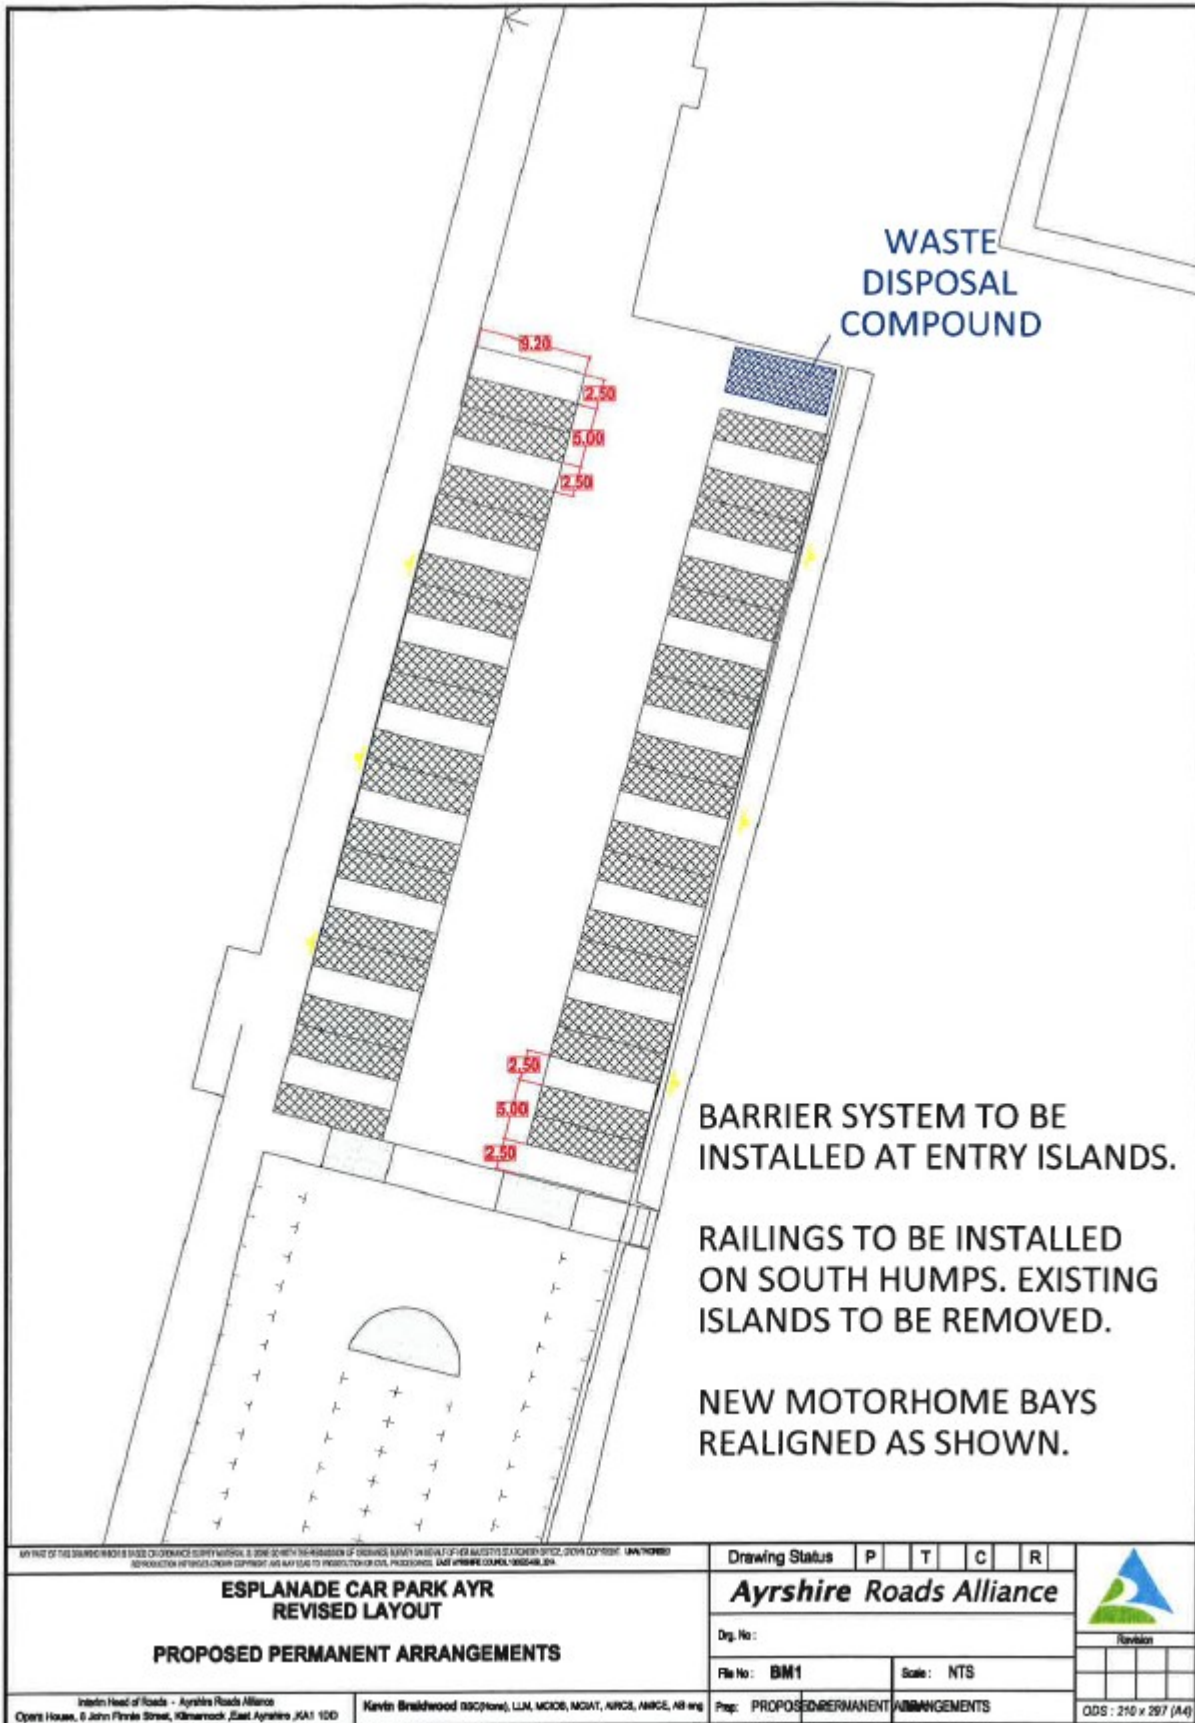 WASTE
DISPOSAL
COMPOUND
9.20
2.50
5.00
2.50
2.50
5.00
2.50
BARRIER SYSTEM TO BE
INSTALLED AT ENTRY ISLANDS.
RAILINGS TO BE INSTALLED
ON SOUTH HUMPS. EXISTING
ISLANDS TO BE REMOVED.
NEW MOTORHOME BAYS
REALIGNED AS SHOWN.
ESPLANADE CAR PARK AYR
REVISED LAYOUT
PROPOSED PERMANENT ARRANGEMENTS
Interim Head of Roads - Ayrshire Roads Alliance
Opera House, 8 John Finnie Street, Kilmarnock ,East Ayrshire ,KA1 1DD
Kevin Braidwood
Drawing Status P T C R
Ayrshire Roads Alliance
Drg. No :
File No : BM1
Scale : NTS
Prep: PROPOSED PERMANENT ARRANGEMENTS
Revision
ODS : 210 x 297 (A4)